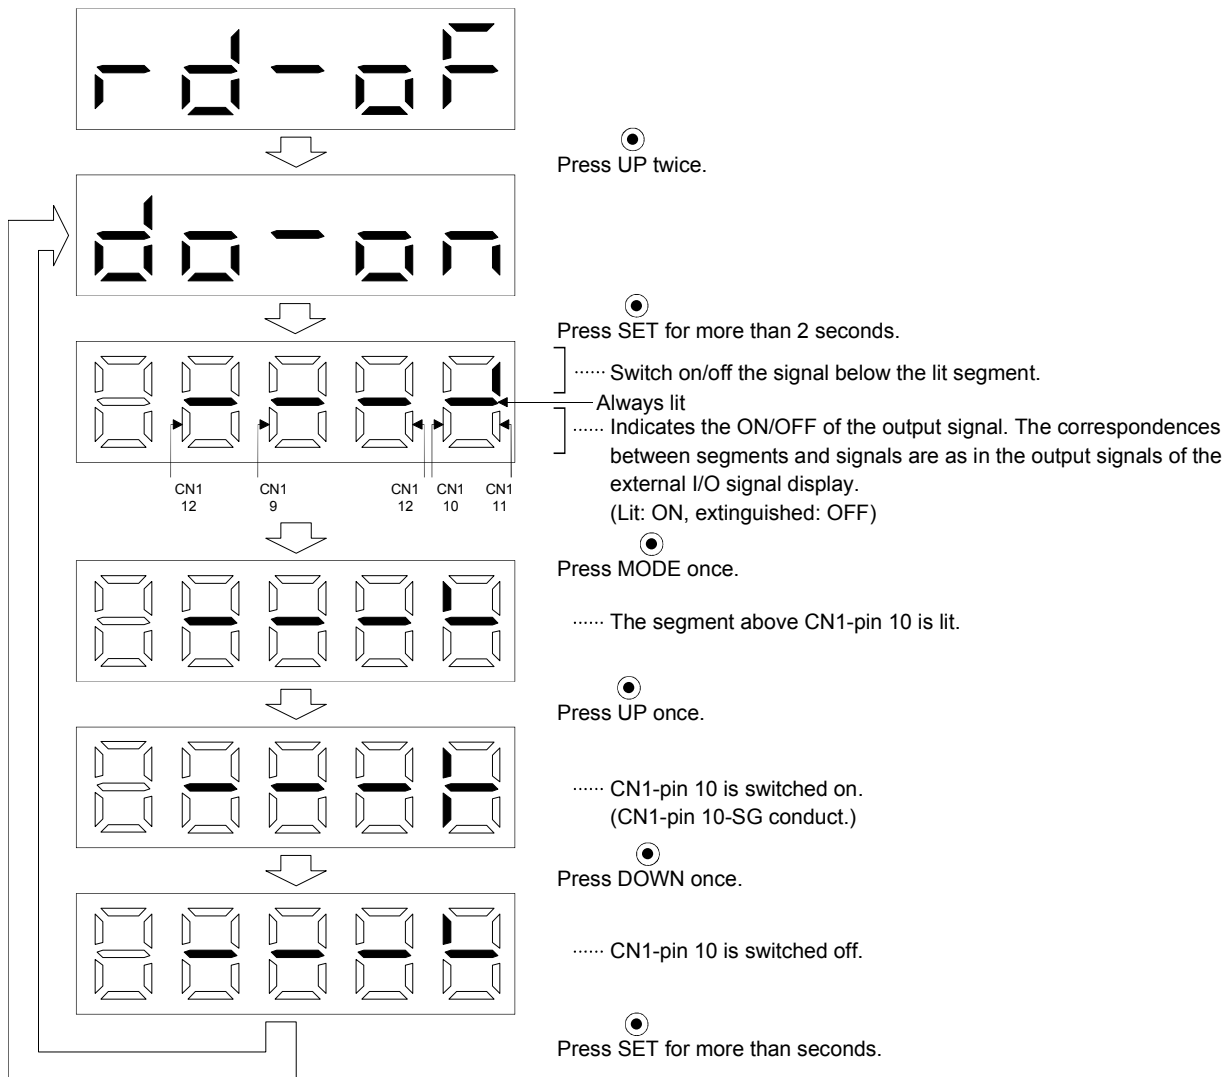 rd-oF
Press UP twice.
do-on
Press SET for more than 2 seconds.
······ Switch on/off the signal below the lit segment.
Always lit
······ Indicates the ON/OFF of the output signal. The correspondences
between segments and signals are as in the output signals of the
external I/O signal display.
(Lit: ON, extinguished: OFF)
CN1 CN1 CN1 CN1 CN1
12 9 12 10 11
Press MODE once.
······ The segment above CN1-pin 10 is lit.
Press UP once.
······ CN1-pin 10 is switched on.
(CN1-pin 10-SG conduct.)
Press DOWN once.
······ CN1-pin 10 is switched off.
Press SET for more than seconds.